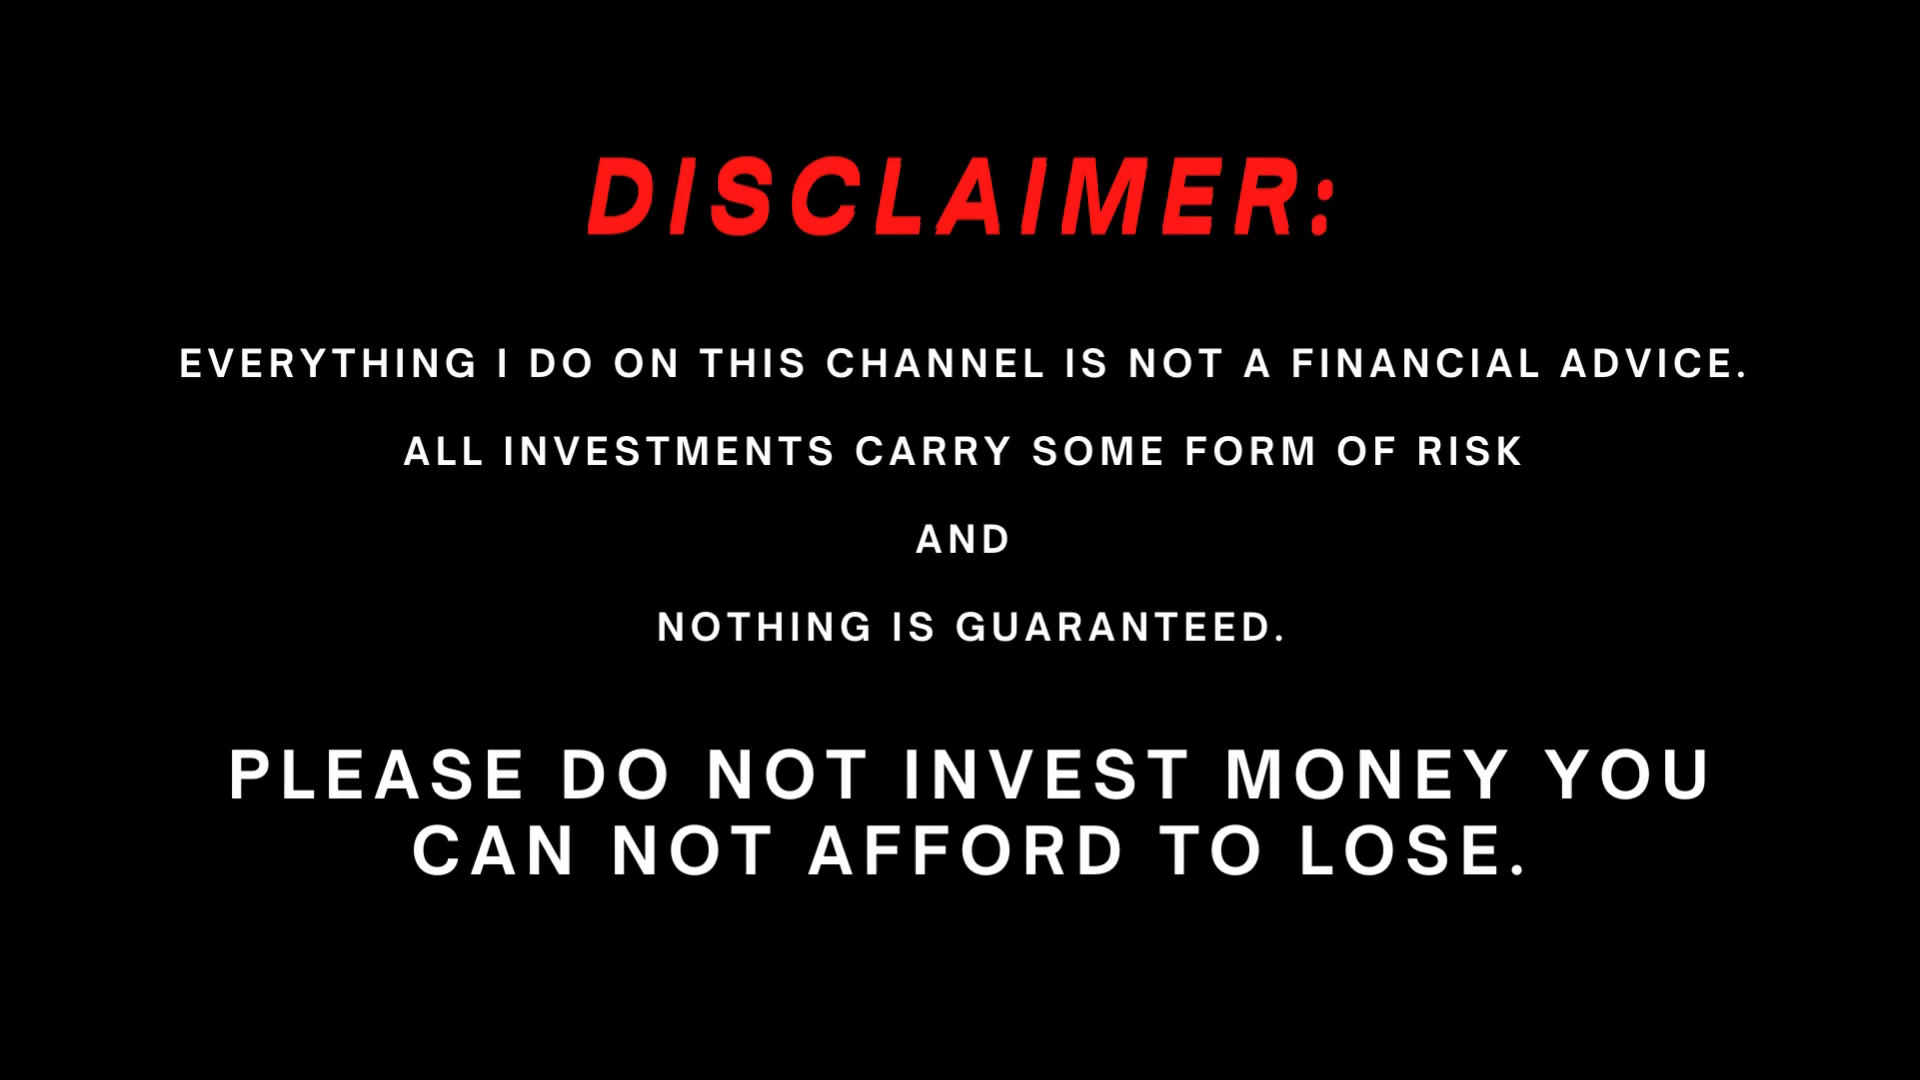 DISCLAIMER:
EVERYTHING I DO ON THIS CHANNEL IS NOT A FINANCIAL ADVICE.
ALL INVESTMENTS CARRY SOME FORM OF RISK
AND
NOTHING IS GUARANTEED.
PLEASE DO NOT INVEST MONEY YOU
CAN NOT AFFORD TO LOSE.